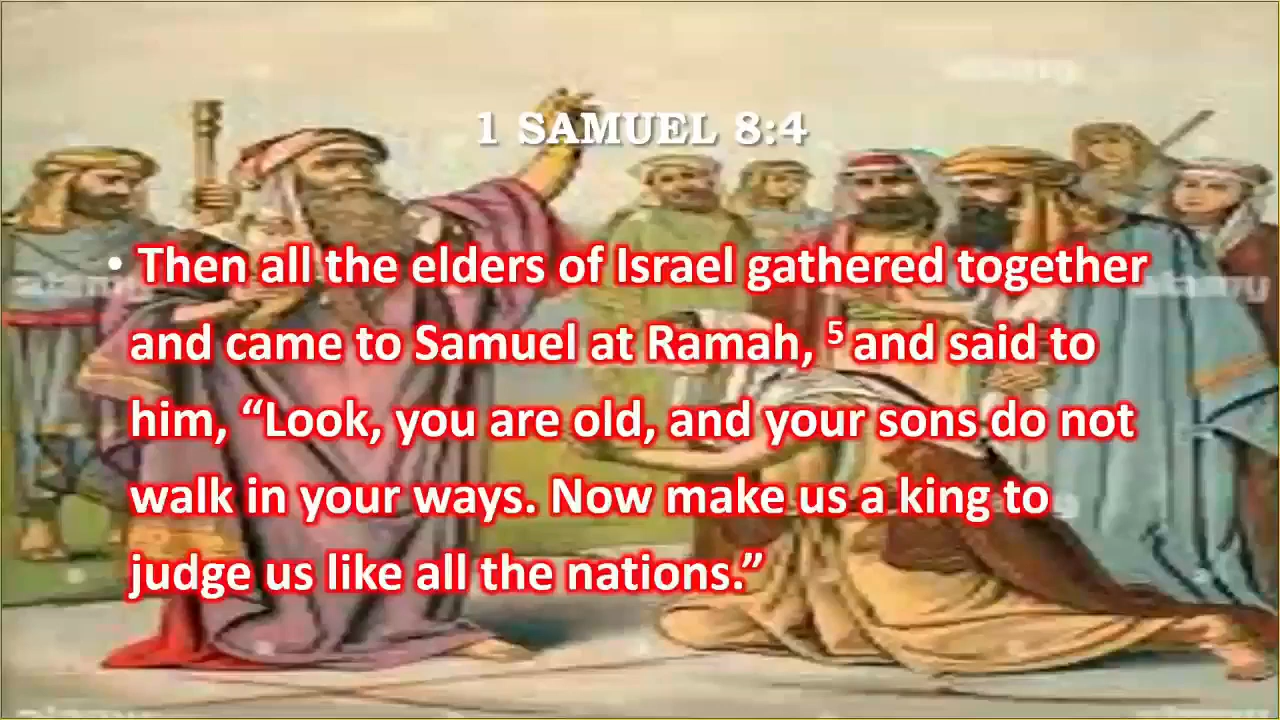 1 SAMUEL 8:4
• Then all the elders of Israel gathered together
and came to Samuel at Ramah, ⁵ and said to
him, “Look, you are old, and your sons do not
walk in your ways. Now make us a king to
judge us like all the nations.”